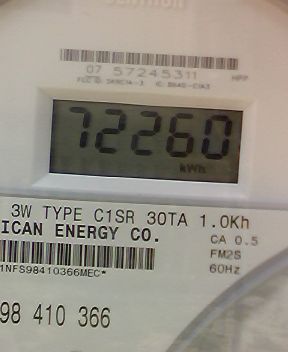 CENTRON
07 57245311
72260
kWh
3W TYPE C1SR 30TA 1.0Kh
ICAN ENERGY CO.
CA 0.5
FM2S
60Hz
1NFS98410366MEC*
98 410 366